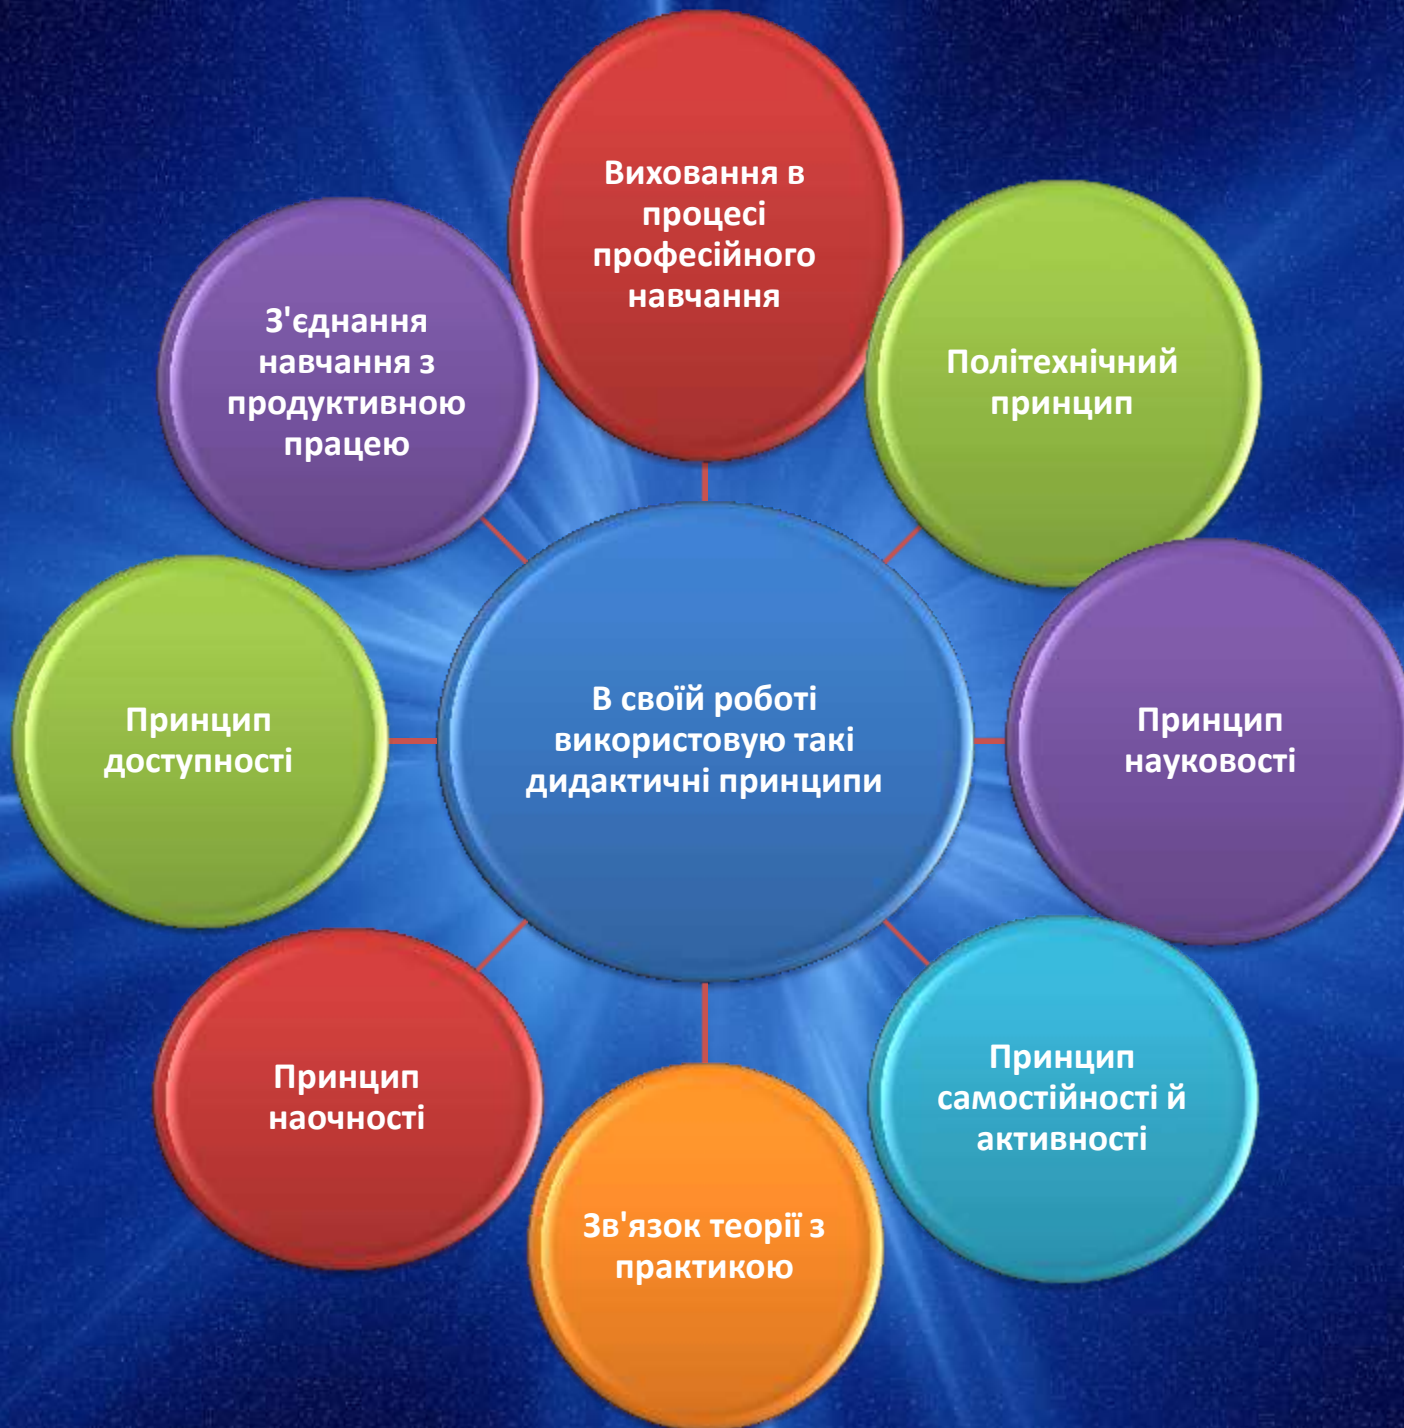 Виховання в
процесі
професійного
навчання
Політехнічний
принцип
Принцип
науковості
Принцип
самостійності й
активності
Зв'язок теорії з
практикою
Принцип
наочності
Принцип
доступності
З'єднання
навчання з
продуктивною
працею
В своїй роботі
використовую такі
дидактичні принципи